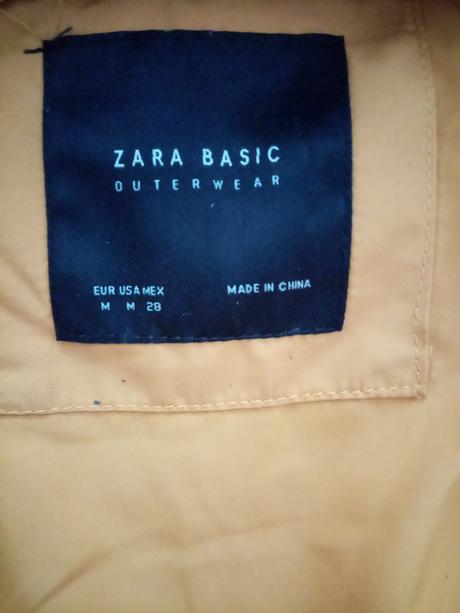 ZARA BASIC
OUTERWEAR
EUR USA MEX
M M 28
MADE IN CHINA